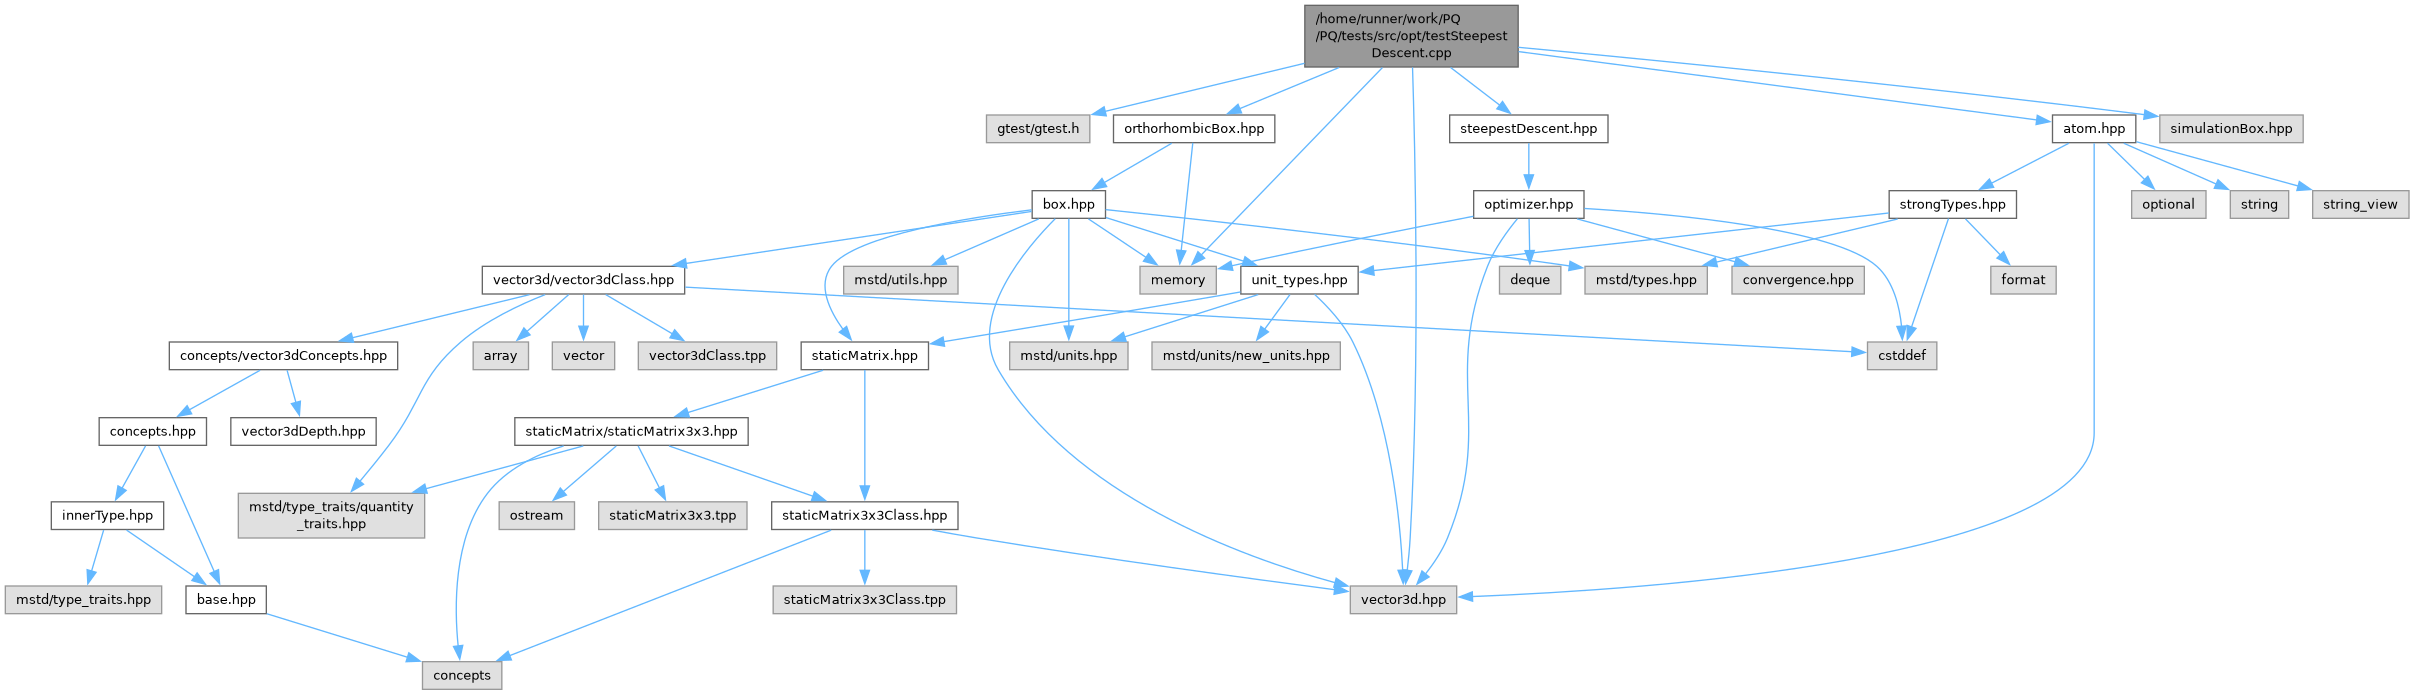 /home/runner/work/PQ
/PQ/tests/src/opt/testSteepest
Descent.cpp
gtest/gtest.h
orthorhombicBox.hpp
steepestDescent.hpp
atom.hpp
simulationBox.hpp
box.hpp
optimizer.hpp
strongTypes.hpp
optional
string
string_view
vector3d/vector3dClass.hpp
mstd/utils.hpp
memory
unit_types.hpp
deque
mstd/types.hpp
convergence.hpp
format
concepts/vector3dConcepts.hpp
array
vector
vector3dClass.tpp
staticMatrix.hpp
mstd/units.hpp
mstd/units/new_units.hpp
cstddef
concepts.hpp
vector3dDepth.hpp
staticMatrix/staticMatrix3x3.hpp
innerType.hpp
mstd/type_traits/quantity
_traits.hpp
ostream
staticMatrix3x3.tpp
staticMatrix3x3Class.hpp
mstd/type_traits.hpp
base.hpp
staticMatrix3x3Class.tpp
vector3d.hpp
concepts